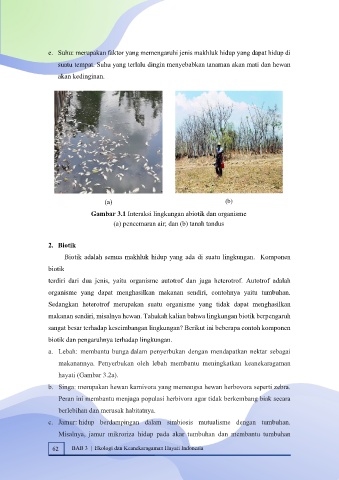 e. Suhu: merupakan faktor yang memengaruhi jenis makhluk hidup yang dapat hidup di
suatu tempat. Suhu yang terlalu dingin menyebabkan tanaman akan mati dan hewan
akan kedinginan.
(a) (b)
Gambar 3.1 Interaksi lingkungan abiotik dan organisme
(a) pencemaran air; dan (b) tanah tandus
2. Biotik
Biotik adalah semua makhluk hidup yang ada di suatu lingkungan. Komponen
biotik
terdiri dari dua jenis, yaitu organisme autotrof dan juga heterotrof. Autotrof adalah
organisme yang dapat menghasilkan makanan sendiri, contohnya yaitu tumbuhan.
Sedangkan heterotrof merupakan suatu organisme yang tidak dapat menghasilkan
makanan sendiri, misalnya hewan. Tahukah kalian bahwa lingkungan biotik berpengaruh
sangat besar terhadap keseimbangan lingkungan? Berikut ini beberapa contoh komponen
biotik dan pengaruhnya terhadap lingkungan.
a. Lebah: membantu bunga dalam penyerbukan dengan mendapatkan nektar sebagai
makanannya. Penyerbukan oleh lebah membantu meningkatkan keanekaragaman
hayati (Gambar 3.2a).
b. Singa: merupakan hewan karnivora yang memangsa hewan herbovora seperti zebra.
Peran ini membantu menjaga populasi herbivora agar tidak berkembang biak secara
berlebihan dan merusak habitatnya.
c. Jamur: hidup berdampingan dalam simbiosis mutualisme dengan tumbuhan.
Misalnya, jamur mikroriza hidup pada akar tumbuhan dan membantu tumbuhan
62 BAB 3 | Ekologi dan Keanekaragaman Hayati Indonesia